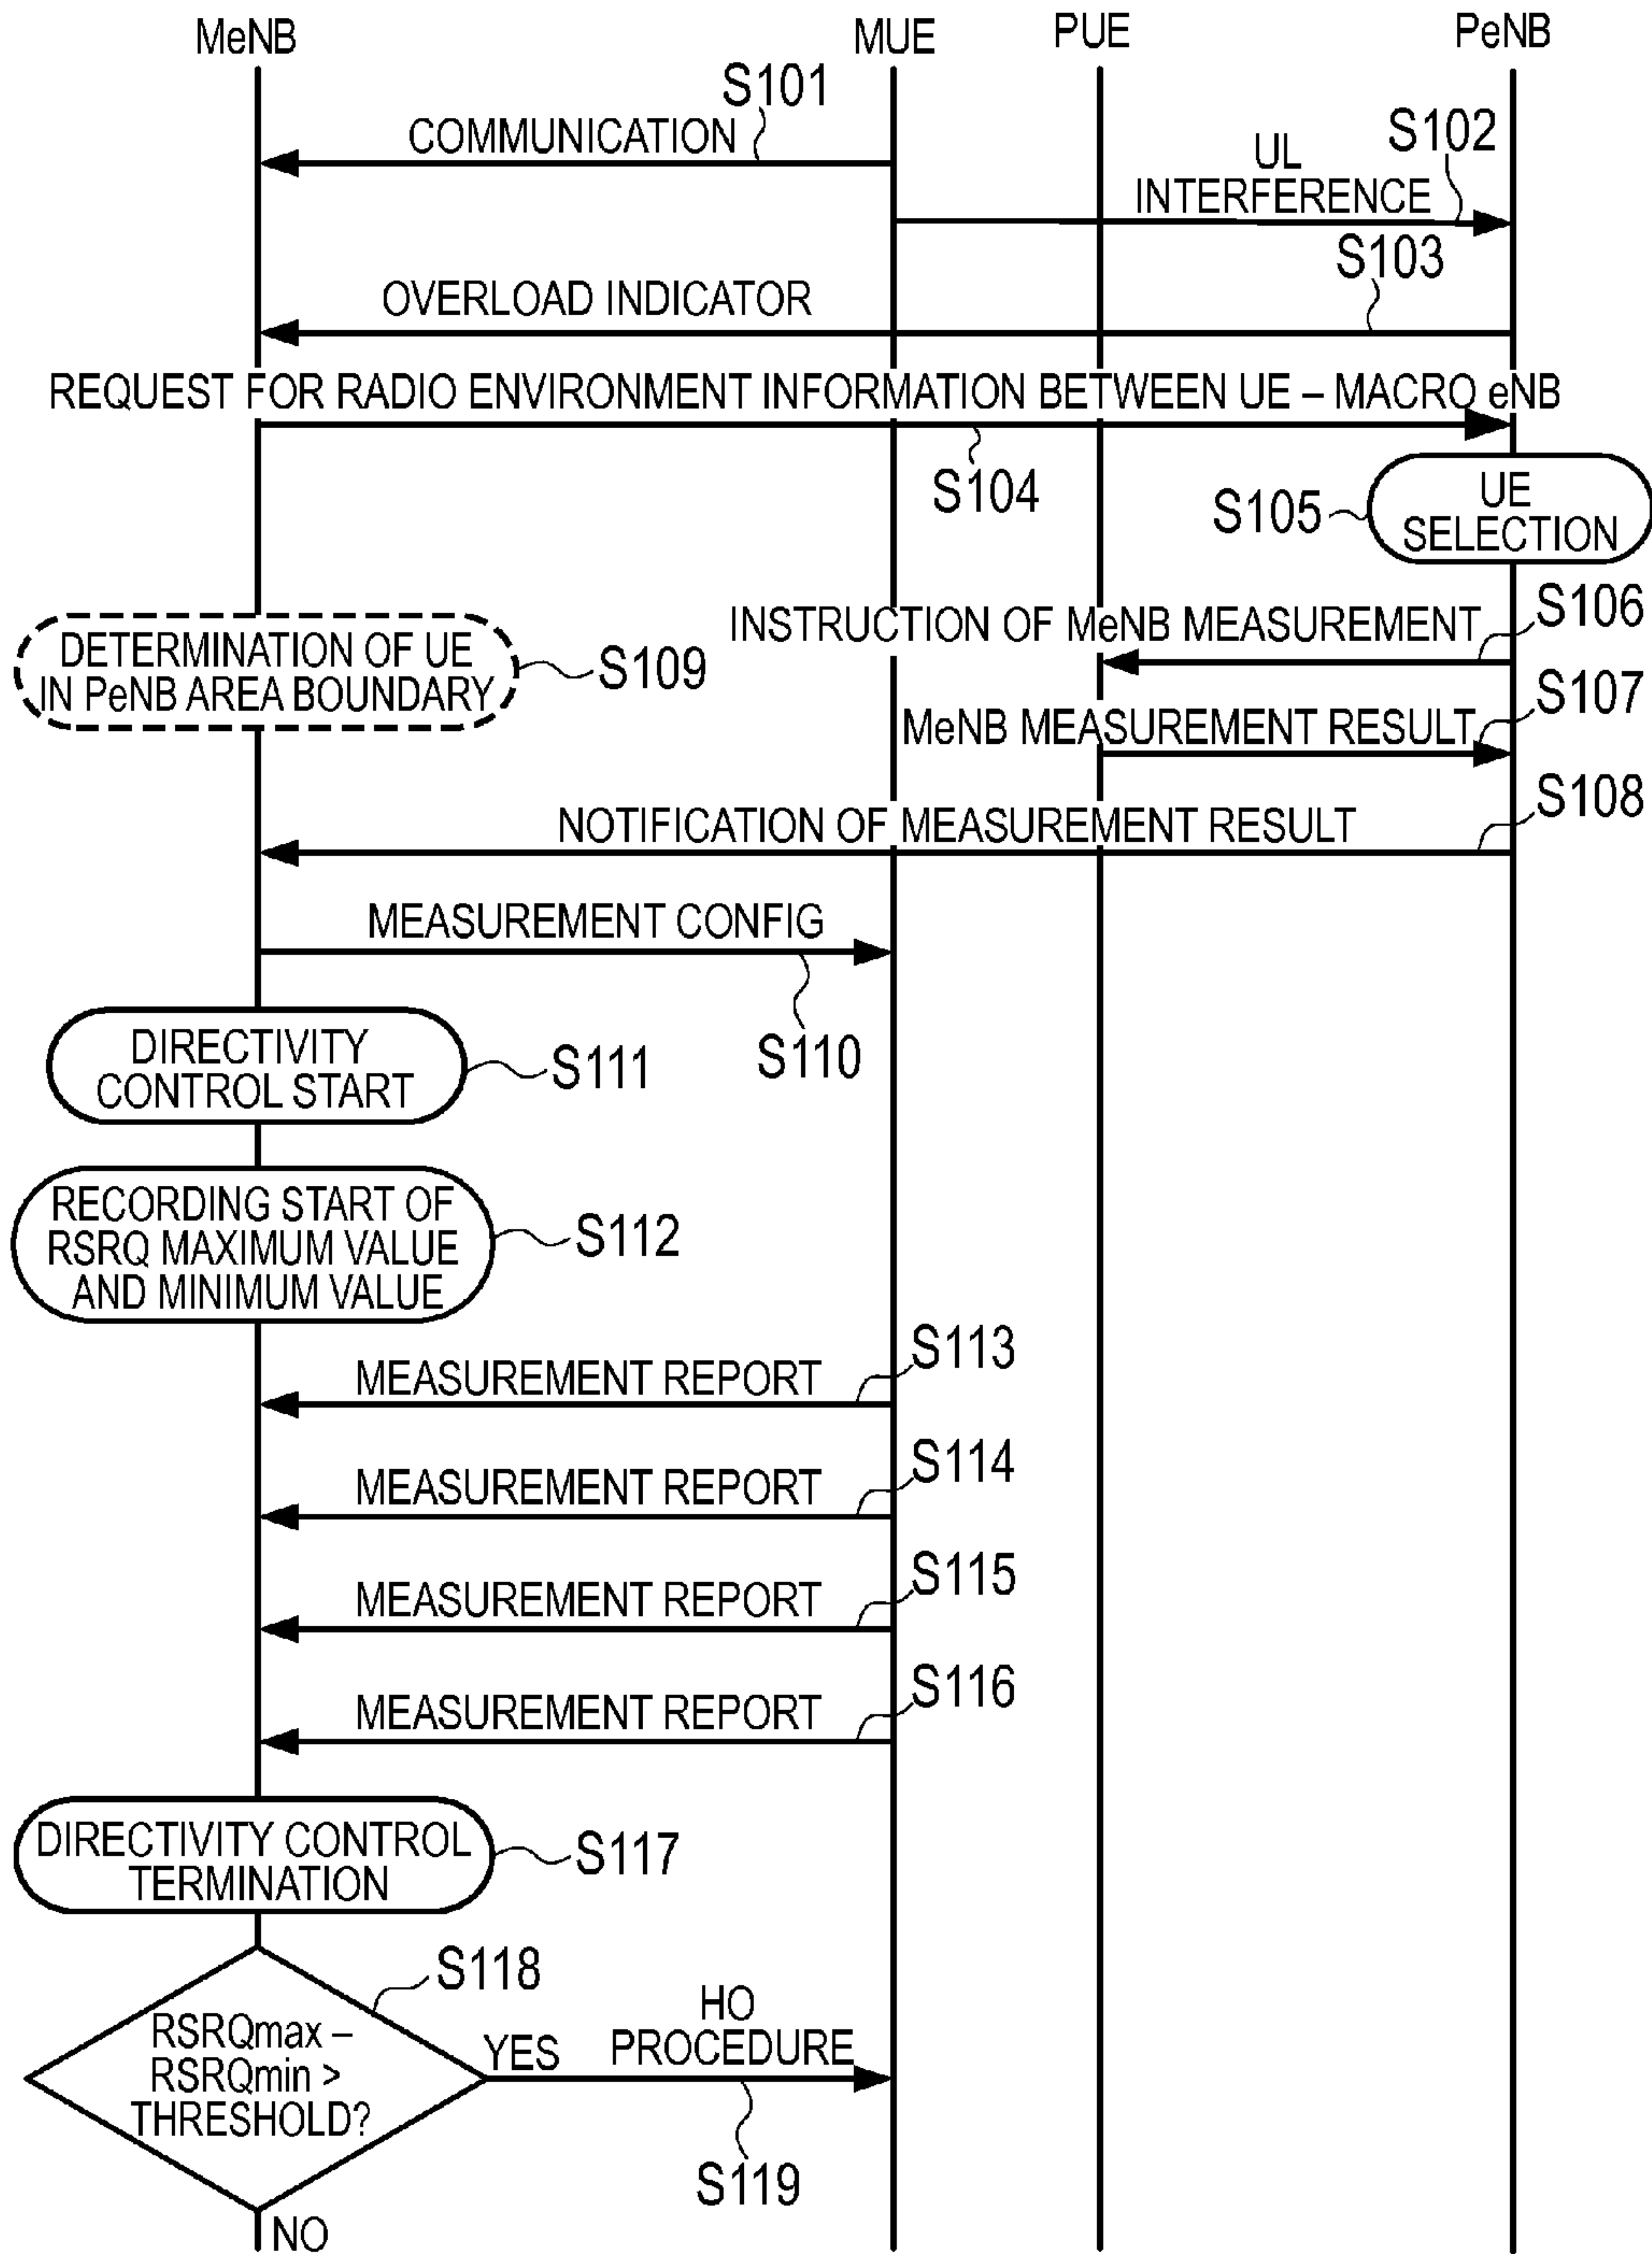 MeNB
MUE
PUE
PeNB
S101
COMMUNICATION
S102
UL
INTERFERENCE
S103
OVERLOAD INDICATOR
REQUEST FOR RADIO ENVIRONMENT INFORMATION BETWEEN UE – MACRO eNB
S104
S105
UE
SELECTION
S106
INSTRUCTION OF MeNB MEASUREMENT
DETERMINATION OF UE
IN PeNB AREA BOUNDARY
S109
S107
MeNB MEASUREMENT RESULT
S108
NOTIFICATION OF MEASUREMENT RESULT
MEASUREMENT CONFIG
S110
DIRECTIVITY
CONTROL START
S111
RECORDING START OF
RSRQ MAXIMUM VALUE
AND MINIMUM VALUE
S112
S113
MEASUREMENT REPORT
S114
MEASUREMENT REPORT
S115
MEASUREMENT REPORT
S116
MEASUREMENT REPORT
DIRECTIVITY CONTROL
TERMINATION
S117
S118
RSRQmax –
RSRQmin >
THRESHOLD?
YES
HO
PROCEDURE
S119
NO